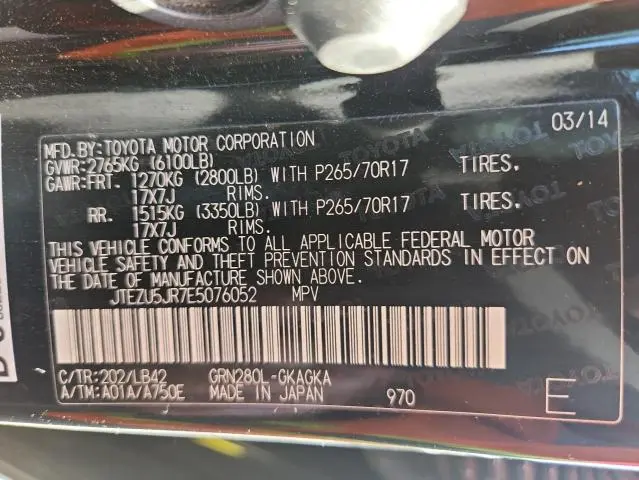 MFD.BY:TOYOTA MOTOR CORPORATION 03/14
GVWR:2765KG (6100LB)
GAWR:FRT. 1270KG (2800LB) WITH P265/70R17 TIRES.
17X7J RIMS.
RR. 1515KG (3350LB) WITH P265/70R17 TIRES.
17X7J RIMS.
THIS VEHICLE CONFORMS TO ALL APPLICABLE FEDERAL MOTOR
VEHICLE SAFETY AND THEFT PREVENTION STANDARDS IN EFFECT ON
THE DATE OF MANUFACTURE SHOWN ABOVE.
JTEZU5JR7E5076052 MPV
C/TR:202/LB42 GRN280L-GKAGKA
A/TM:A01A/A750E MADE IN JAPAN 970 E